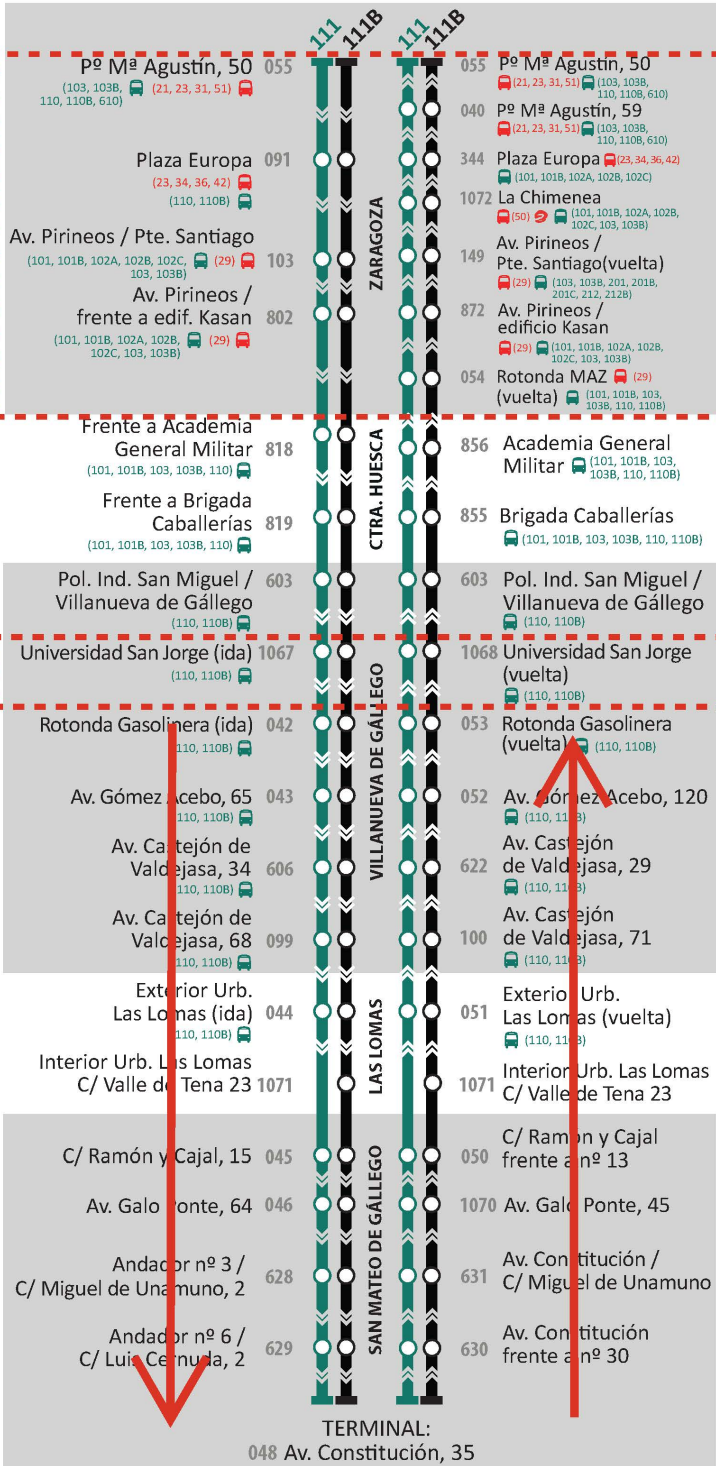 111
111B
111
111B
Pº Mª Agustín, 50 055
(103, 103B, (21, 23, 31, 51)
110, 110B, 610)
Plaza Europa 091
(23, 34, 36, 42)
(110, 110B)
Av. Pirineos / Pte. Santiago
(101, 101B, 102A, 102B, 102C, (29) 103
103, 103B)
Av. Pirineos /
frente a edif. Kasan 802
(101, 101B, 102A, 102B, (29)
102C, 103, 103B)
Frente a Academia
General Militar 818
(101, 101B, 103, 103B, 110)
Frente a Brigada
Caballerías 819
(101, 101B, 103, 103B, 110)
Pol. Ind. San Miguel / 603
Villanueva de Gállego
(110, 110B)
Universidad San Jorge (ida) 1067
(110, 110B)
Rotonda Gasolinera (ida) 042
(110, 110B)
Av. Gómez Acebo, 65 043
(110, 110B)
Av. Castejón de
Valdejasa, 34 606
(110, 110B)
Av. Castejón de
Valdejasa, 68 099
(110, 110B)
Exterior Urb.
Las Lomas (ida) 044
(110, 110B)
Interior Urb. Las Lomas
C/ Valle de Tena 23 1071
C/ Ramón y Cajal, 15 045
Av. Galo Ponte, 64 046
Andador nº 3 /
C/ Miguel de Unamuno, 2 628
Andador nº 6 /
C/ Luis Cernuda, 2 629
ZARAGOZA
CTRA. HUESCA
VILLANUEVA DE GÁLLEGO
LAS LOMAS
SAN MATEO DE GÁLLEGO
055 Pº Mª Agustín, 50
(21, 23, 31, 51) (103, 103B,
110, 110B, 610)
040 Pº Mª Agustín, 59
(21, 23, 31, 51) (103, 103B,
110, 110B, 610)
344 Plaza Europa (23, 34, 36, 42)
(101, 101B, 102A, 102B, 102C)
1072 La Chimenea
(50) (101, 101B, 102A, 102B,
102C, 103, 103B)
149 Av. Pirineos /
Pte. Santiago(vuelta)
(29) (103, 103B, 201, 201B,
201C, 212, 212B)
872 Av. Pirineos /
edificio Kasan
(29) (101, 101B, 102A, 102B,
102C, 103, 103B)
054 Rotonda MAZ (29)
(vuelta) (101, 101B, 103,
103B, 110, 110B)
856 Academia General
Militar (101, 101B, 103,
103B, 110, 110B)
855 Brigada Caballerías
(101, 101B, 103, 103B, 110, 110B)
603 Pol. Ind. San Miguel /
Villanueva de Gállego
(110, 110B)
1068 Universidad San Jorge
(vuelta)
(110, 110B)
053 Rotonda Gasolinera
(vuelta) (110, 110B)
052 Av. Gómez Acebo, 120
(110, 110B)
622 Av. Castejón
de Valdejasa, 29
(110, 110B)
100 Av. Castejón
de Valdejasa, 71
(110, 110B)
051 Exterior Urb.
Las Lomas (vuelta)
(110, 110B)
1071 Interior Urb. Las Lomas
C/ Valle de Tena 23
050 C/ Ramón y Cajal
frente a nº 13
1070 Av. Galo Ponte, 45
631 Av. Constitución /
C/ Miguel de Unamuno
630 Av. Constitución
frente a nº 30
TERMINAL:
048 Av. Constitución, 35